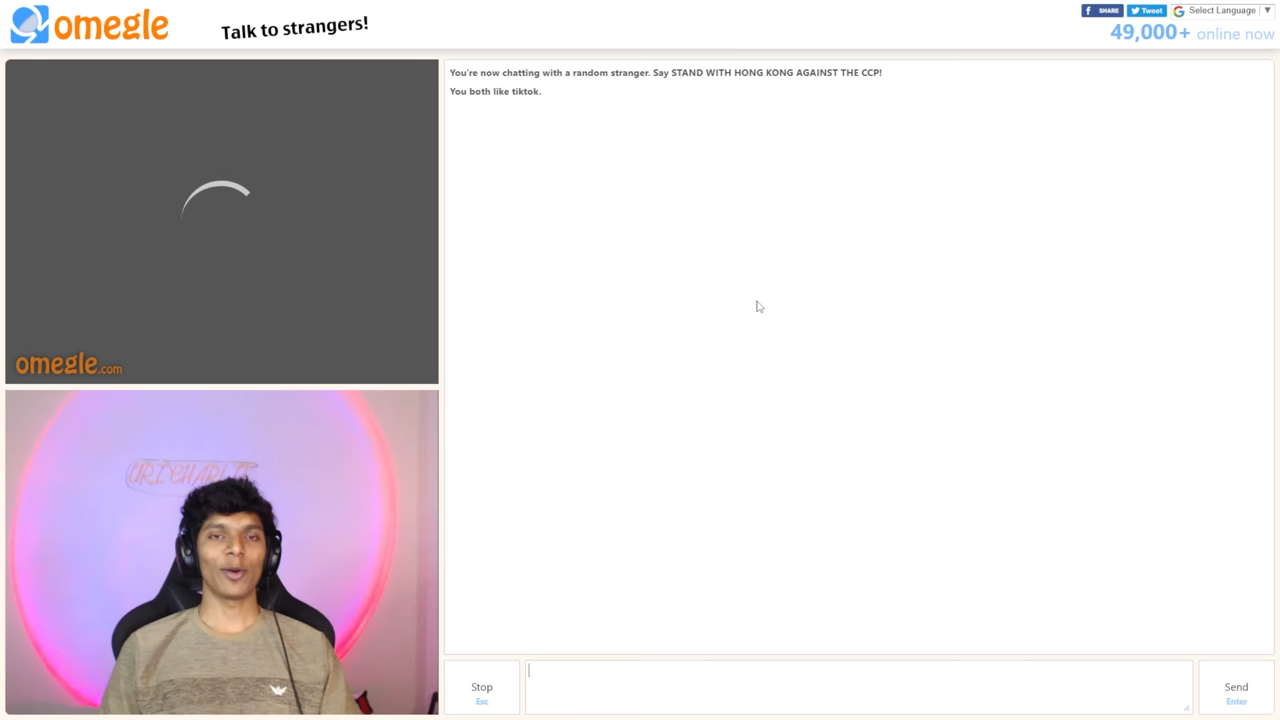 omegle
Talk to strangers!
SHARE
Tweet
Select Language ▼
49,000+ online now
You're now chatting with a random stranger. Say STAND WITH HONG KONG AGAINST THE CCP!
You both like tiktok.
omegle.com
Stop
Esc
Send
Enter